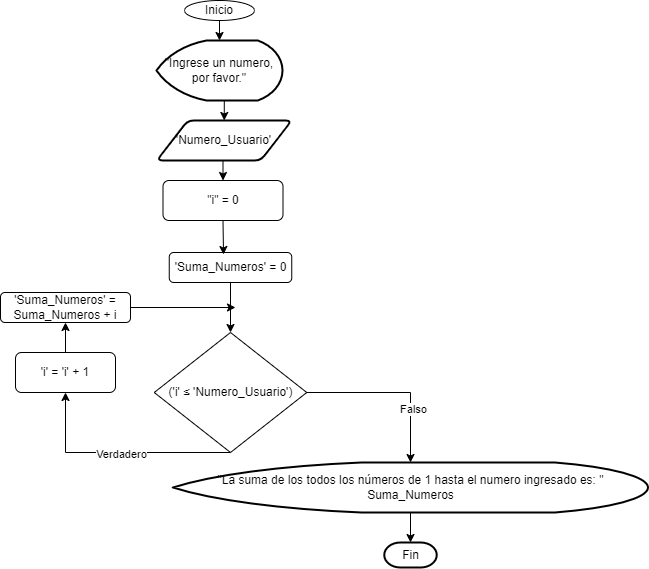 Inicio
"Ingrese un numero,
por favor."
'Numero_Usuario'
"i" = 0
'Suma_Numeros' = 0
'Suma_Numeros' =
Suma_Numeros + i
'i' = 'i' + 1
('i' ≤ 'Numero_Usuario')
Falso
Verdadero
"La suma de los todos los números de 1 hasta el numero ingresado es: "
Suma_Numeros
Fin